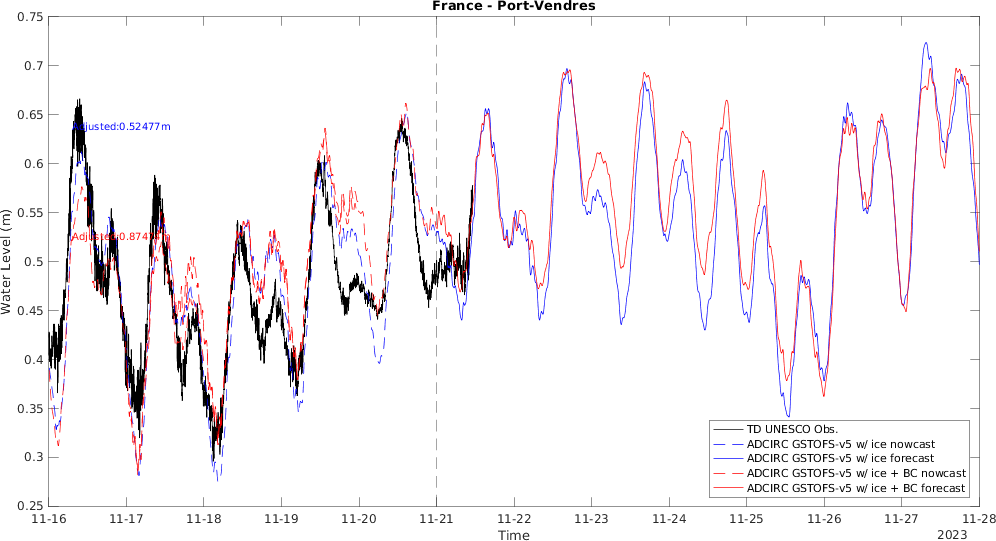 France - Port-Vendres
0.75
0.7
0.65
0.6
0.55
0.5
0.45
0.4
0.35
0.3
0.25
Water Level (m)
Adjusted:0.52477m
11-16
11-17
11-18
11-19
11-20
11-21
11-22
11-23
11-24
11-25
11-26
11-27
11-28
Time
2023
TD UNESCO Obs.
ADCIRC GSTOFS-v5 w/ ice nowcast
ADCIRC GSTOFS-v5 w/ ice forecast
ADCIRC GSTOFS-v5 w/ ice + BC nowcast
ADCIRC GSTOFS-v5 w/ ice + BC forecast